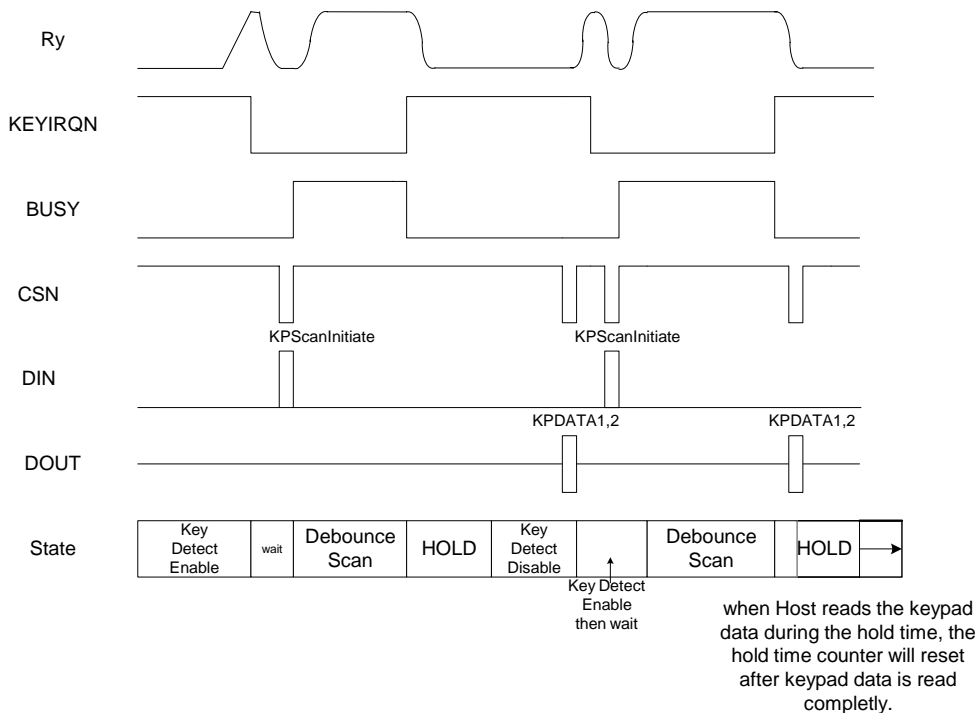 Ry
KEYIRQN
BUSY
CSN
KPScanInitiate
KPScanInitiate
DIN
KPDATA1,2
KPDATA1,2
DOUT
State
Key
Detect
Enable
wait
Debounce
Scan
HOLD
Key
Detect
Disable
Debounce
Scan
HOLD
Key Detect
Enable
then wait
when Host reads the keypad
data during the hold time, the
hold time counter will reset
after keypad data is read
completly.